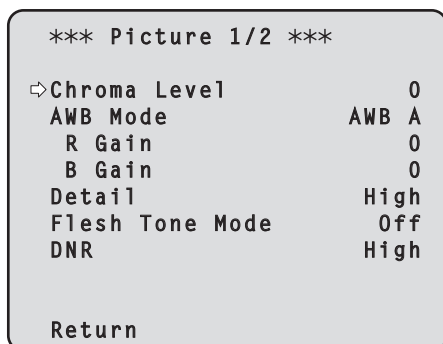 *** Picture 1/2 ***
⇨Chroma Level 0
AWB Mode AWB A
R Gain 0
B Gain 0
Detail High
Flesh Tone Mode Off
DNR High
Return